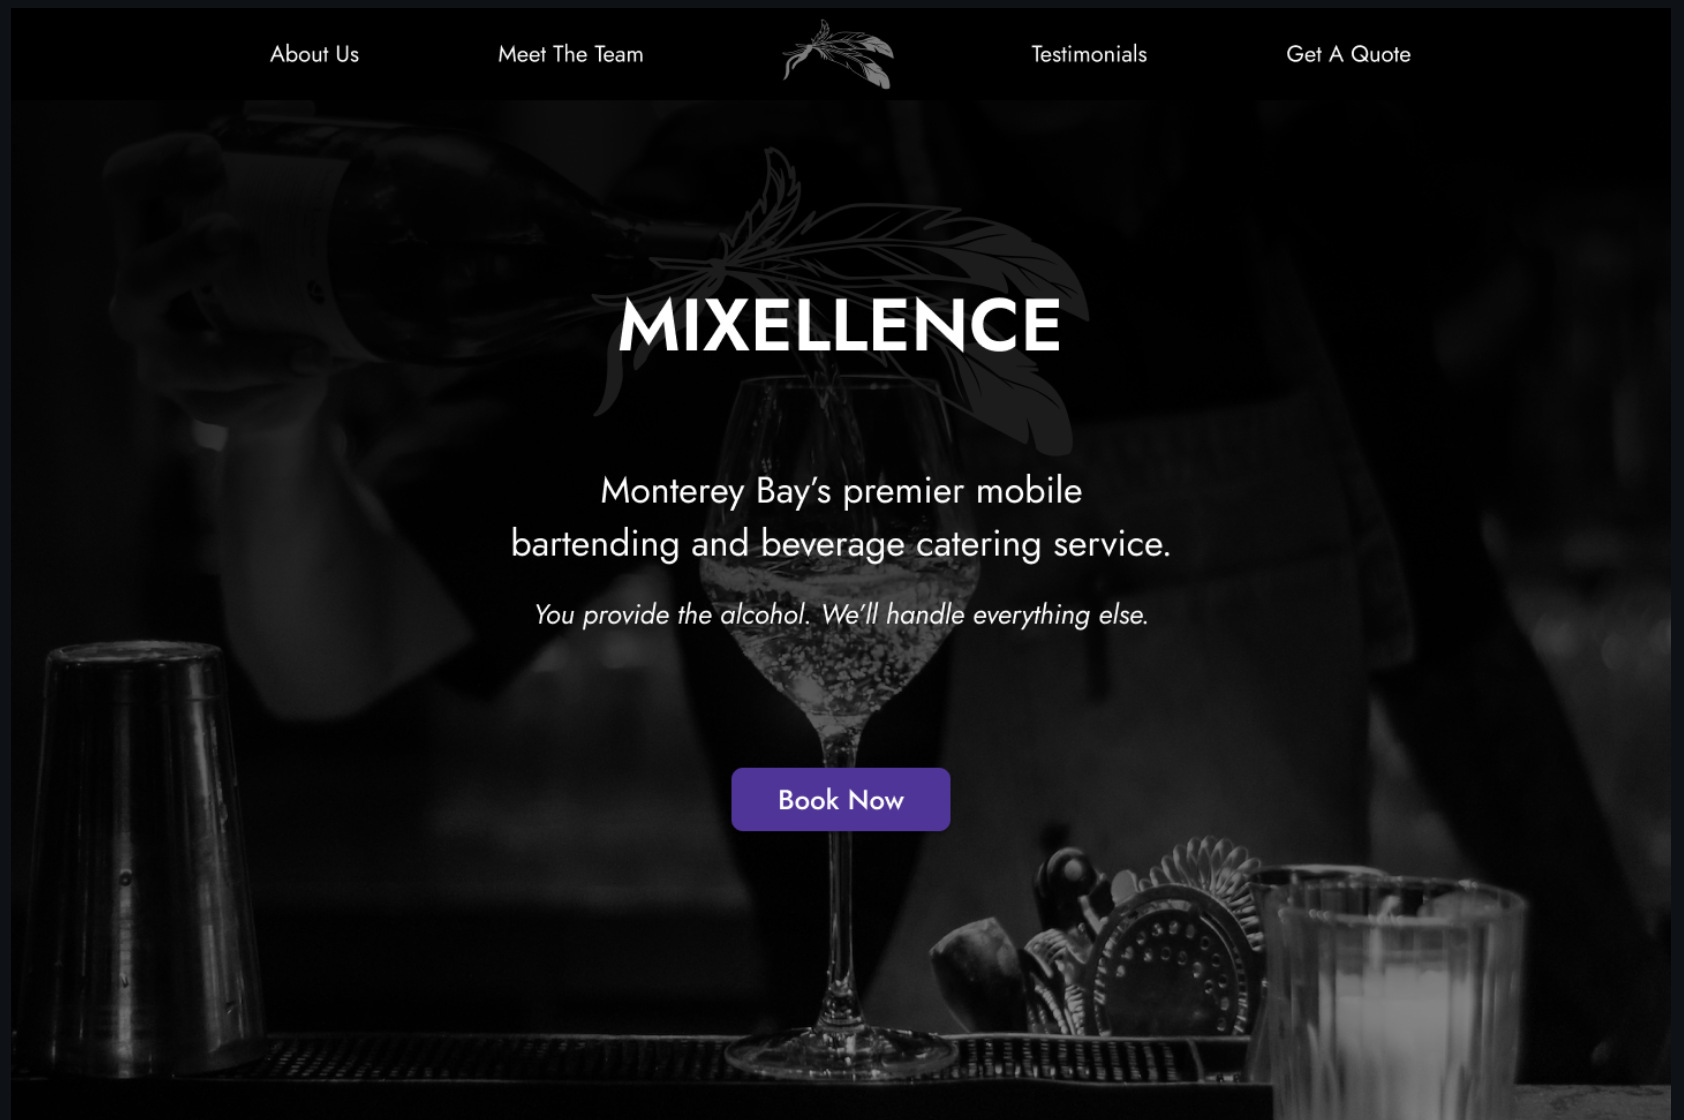 About Us
Meet The Team
Testimonials
Get A Quote
MIXELLENCE
Monterey Bay’s premier mobile
bartending and beverage catering service.
You provide the alcohol. We’ll handle everything else.
Book Now